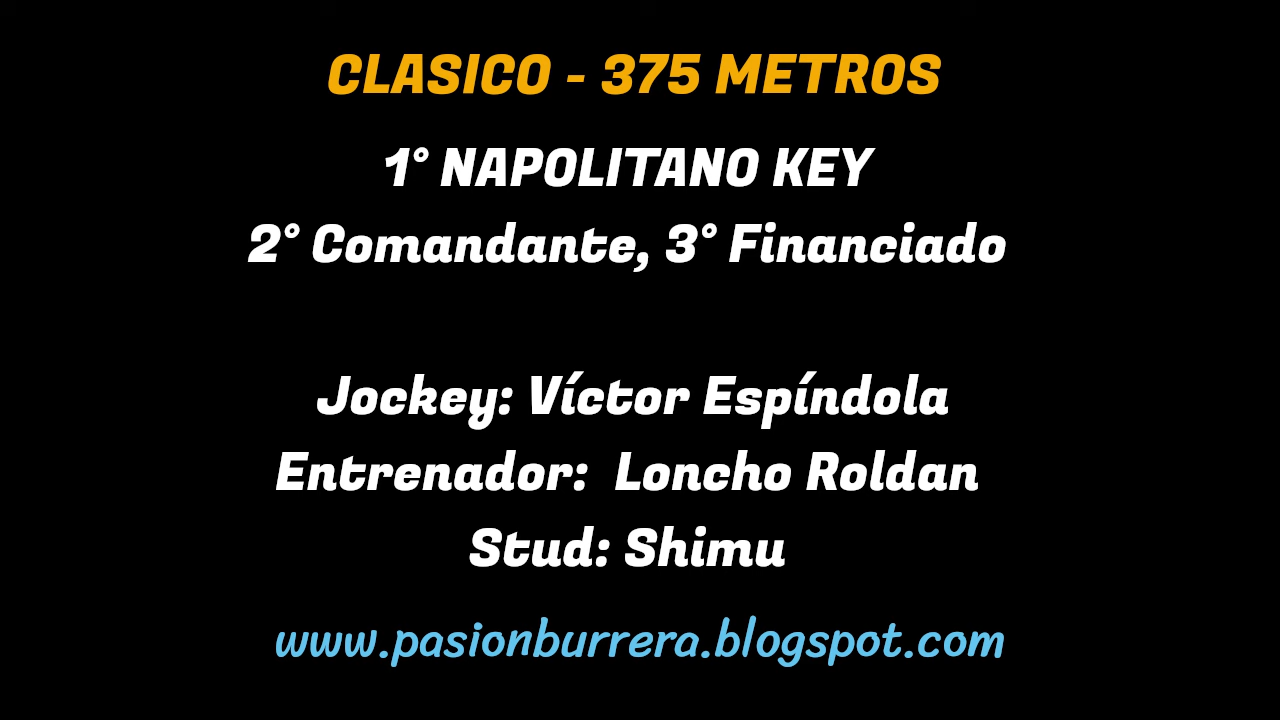 CLASICO - 375 METROS
1° NAPOLITANO KEY
2° Comandante, 3° Financiado
Jockey: Víctor Espíndola
Entrenador: Loncho Roldan
Stud: Shimu
www.pasionburrera.blogspot.com